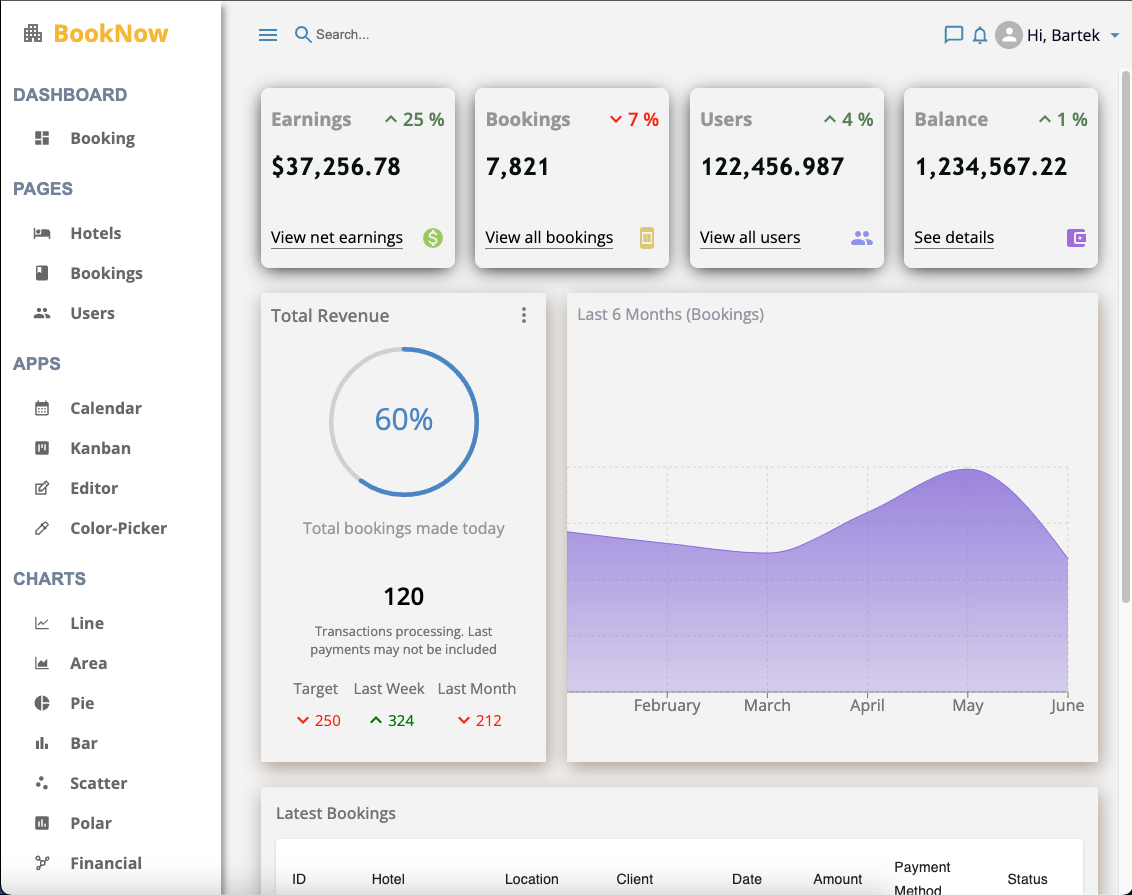 BookNow
Search...
Hi, Bartek
DASHBOARD
Booking
PAGES
Hotels
Bookings
Users
APPS
Calendar
Kanban
Editor
Color-Picker
CHARTS
Line
Area
Pie
Bar
Scatter
Polar
Financial
Earnings 25 %
$37,256.78
View net earnings
Bookings 7 %
7,821
View all bookings
Users 4 %
122,456.987
View all users
Balance 1 %
1,234,567.22
See details
Total Revenue
60%
Total bookings made today
120
Transactions processing. Last
payments may not be included
Target Last Week Last Month
250 324 212
Last 6 Months (Bookings)
February March April May June
Latest Bookings
ID Hotel Location Client Date Amount Payment Method Status